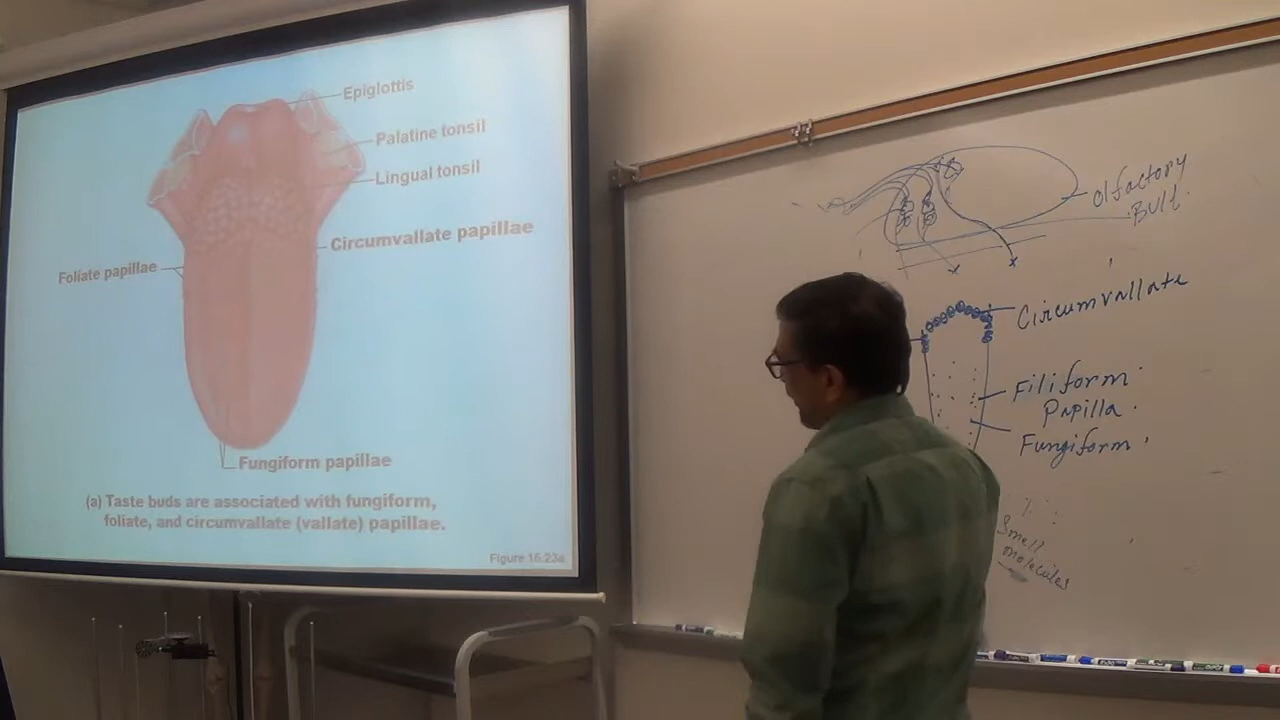 Epiglottis
Palatine tonsil
Lingual tonsil
Circumvallate papillae
Foliate papillae
Fungiform papillae
(a) Taste buds are associated with fungiform,
foliate, and circumvallate (vallate) papillae.
Figure 15.23a
Olfactory
Circumvallate
Filiform
Papilla.
Fungiform.
Smell
molecules